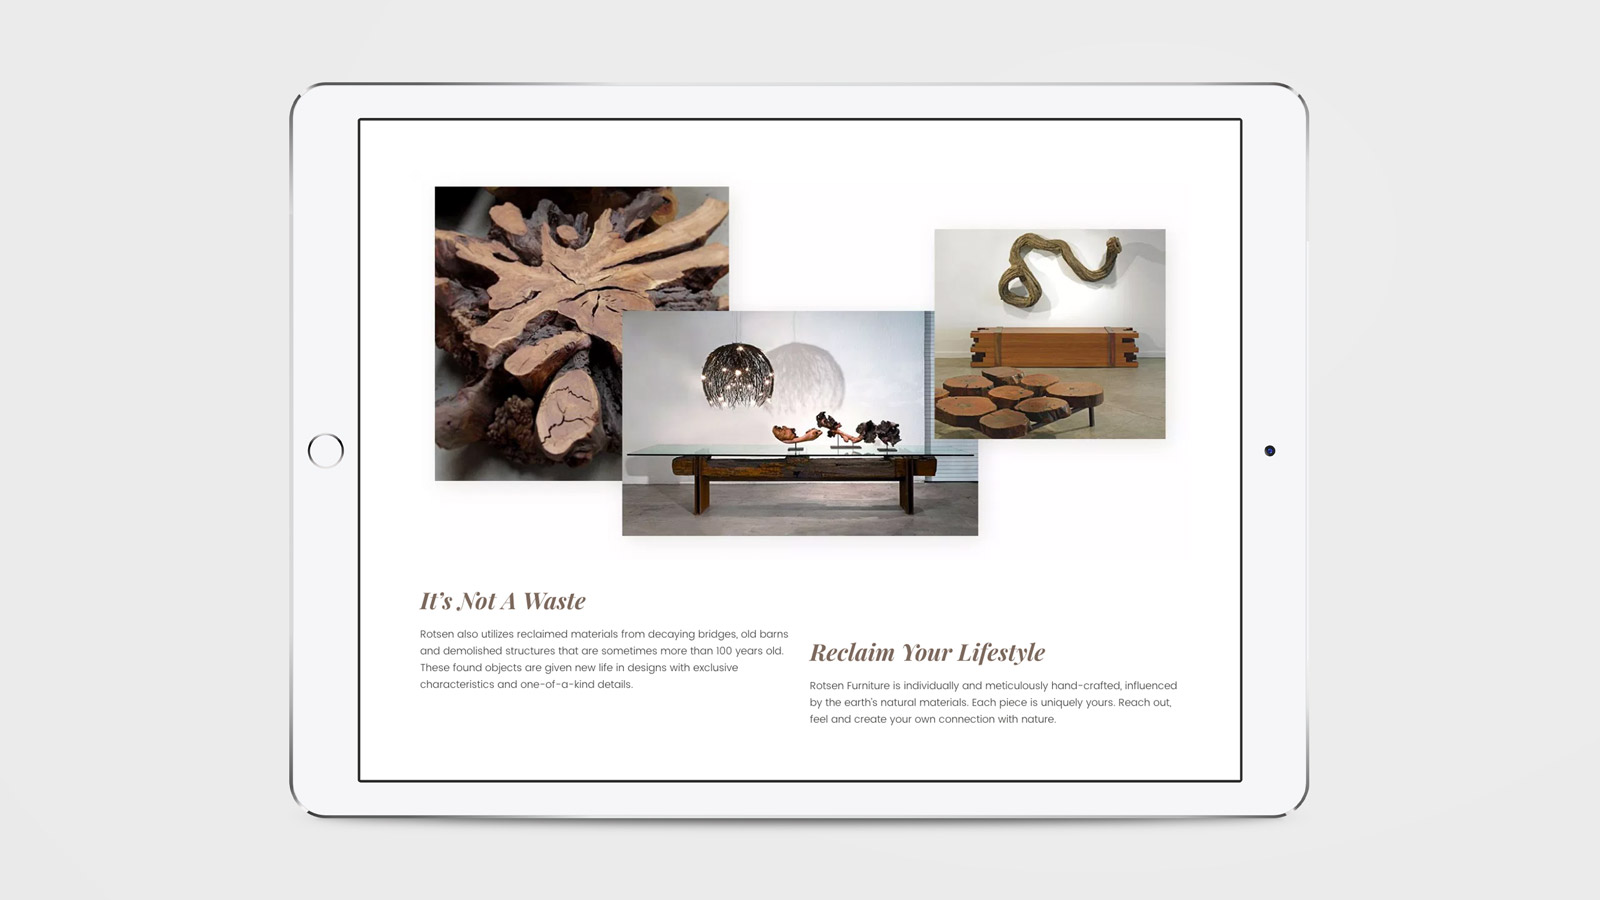 It's Not A Waste
Rotsen also utilizes reclaimed materials from decaying bridges, old barns
and demolished structures that are sometimes more than 100 years old.
These found objects are given new life in designs with exclusive
characteristics and one-of-a-kind details.
Reclaim Your Lifestyle
Rotsen Furniture is individually and meticulously hand-crafted, influenced
by the earth's natural materials. Each piece is uniquely yours. Reach out,
feel and create your own connection with nature.